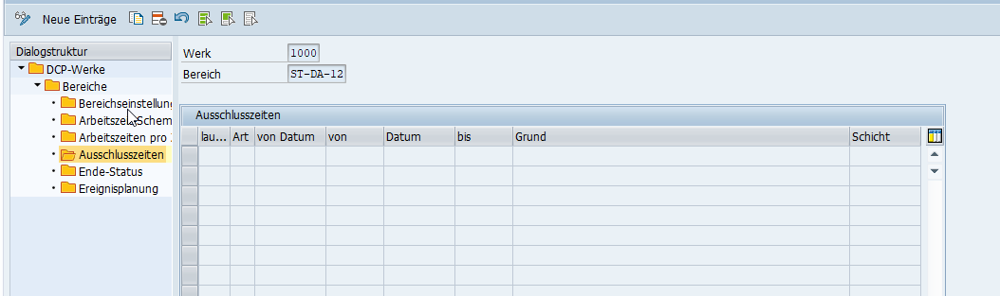 Neue Einträge
Dialogstruktur
DCP-Werke
Bereiche
Bereichseinstellung
Arbeitszeit-Schem
Arbeitszeiten pro
Ausschlusszeiten
Ende-Status
Ereignisplanung
Werk 1000
Bereich ST-DA-12
Ausschlusszeiten
lau... Art von Datum von Datum bis Grund Schicht